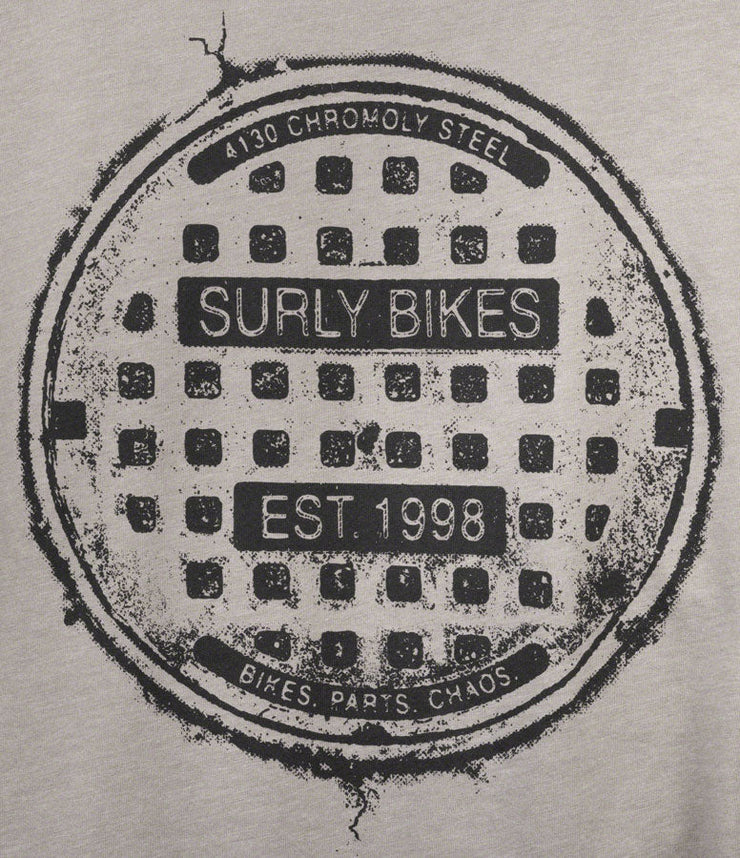 4130 CHROMOLY STEEL
SURLY BIKES
EST. 1998
BIKES. PARTS. CHAOS.